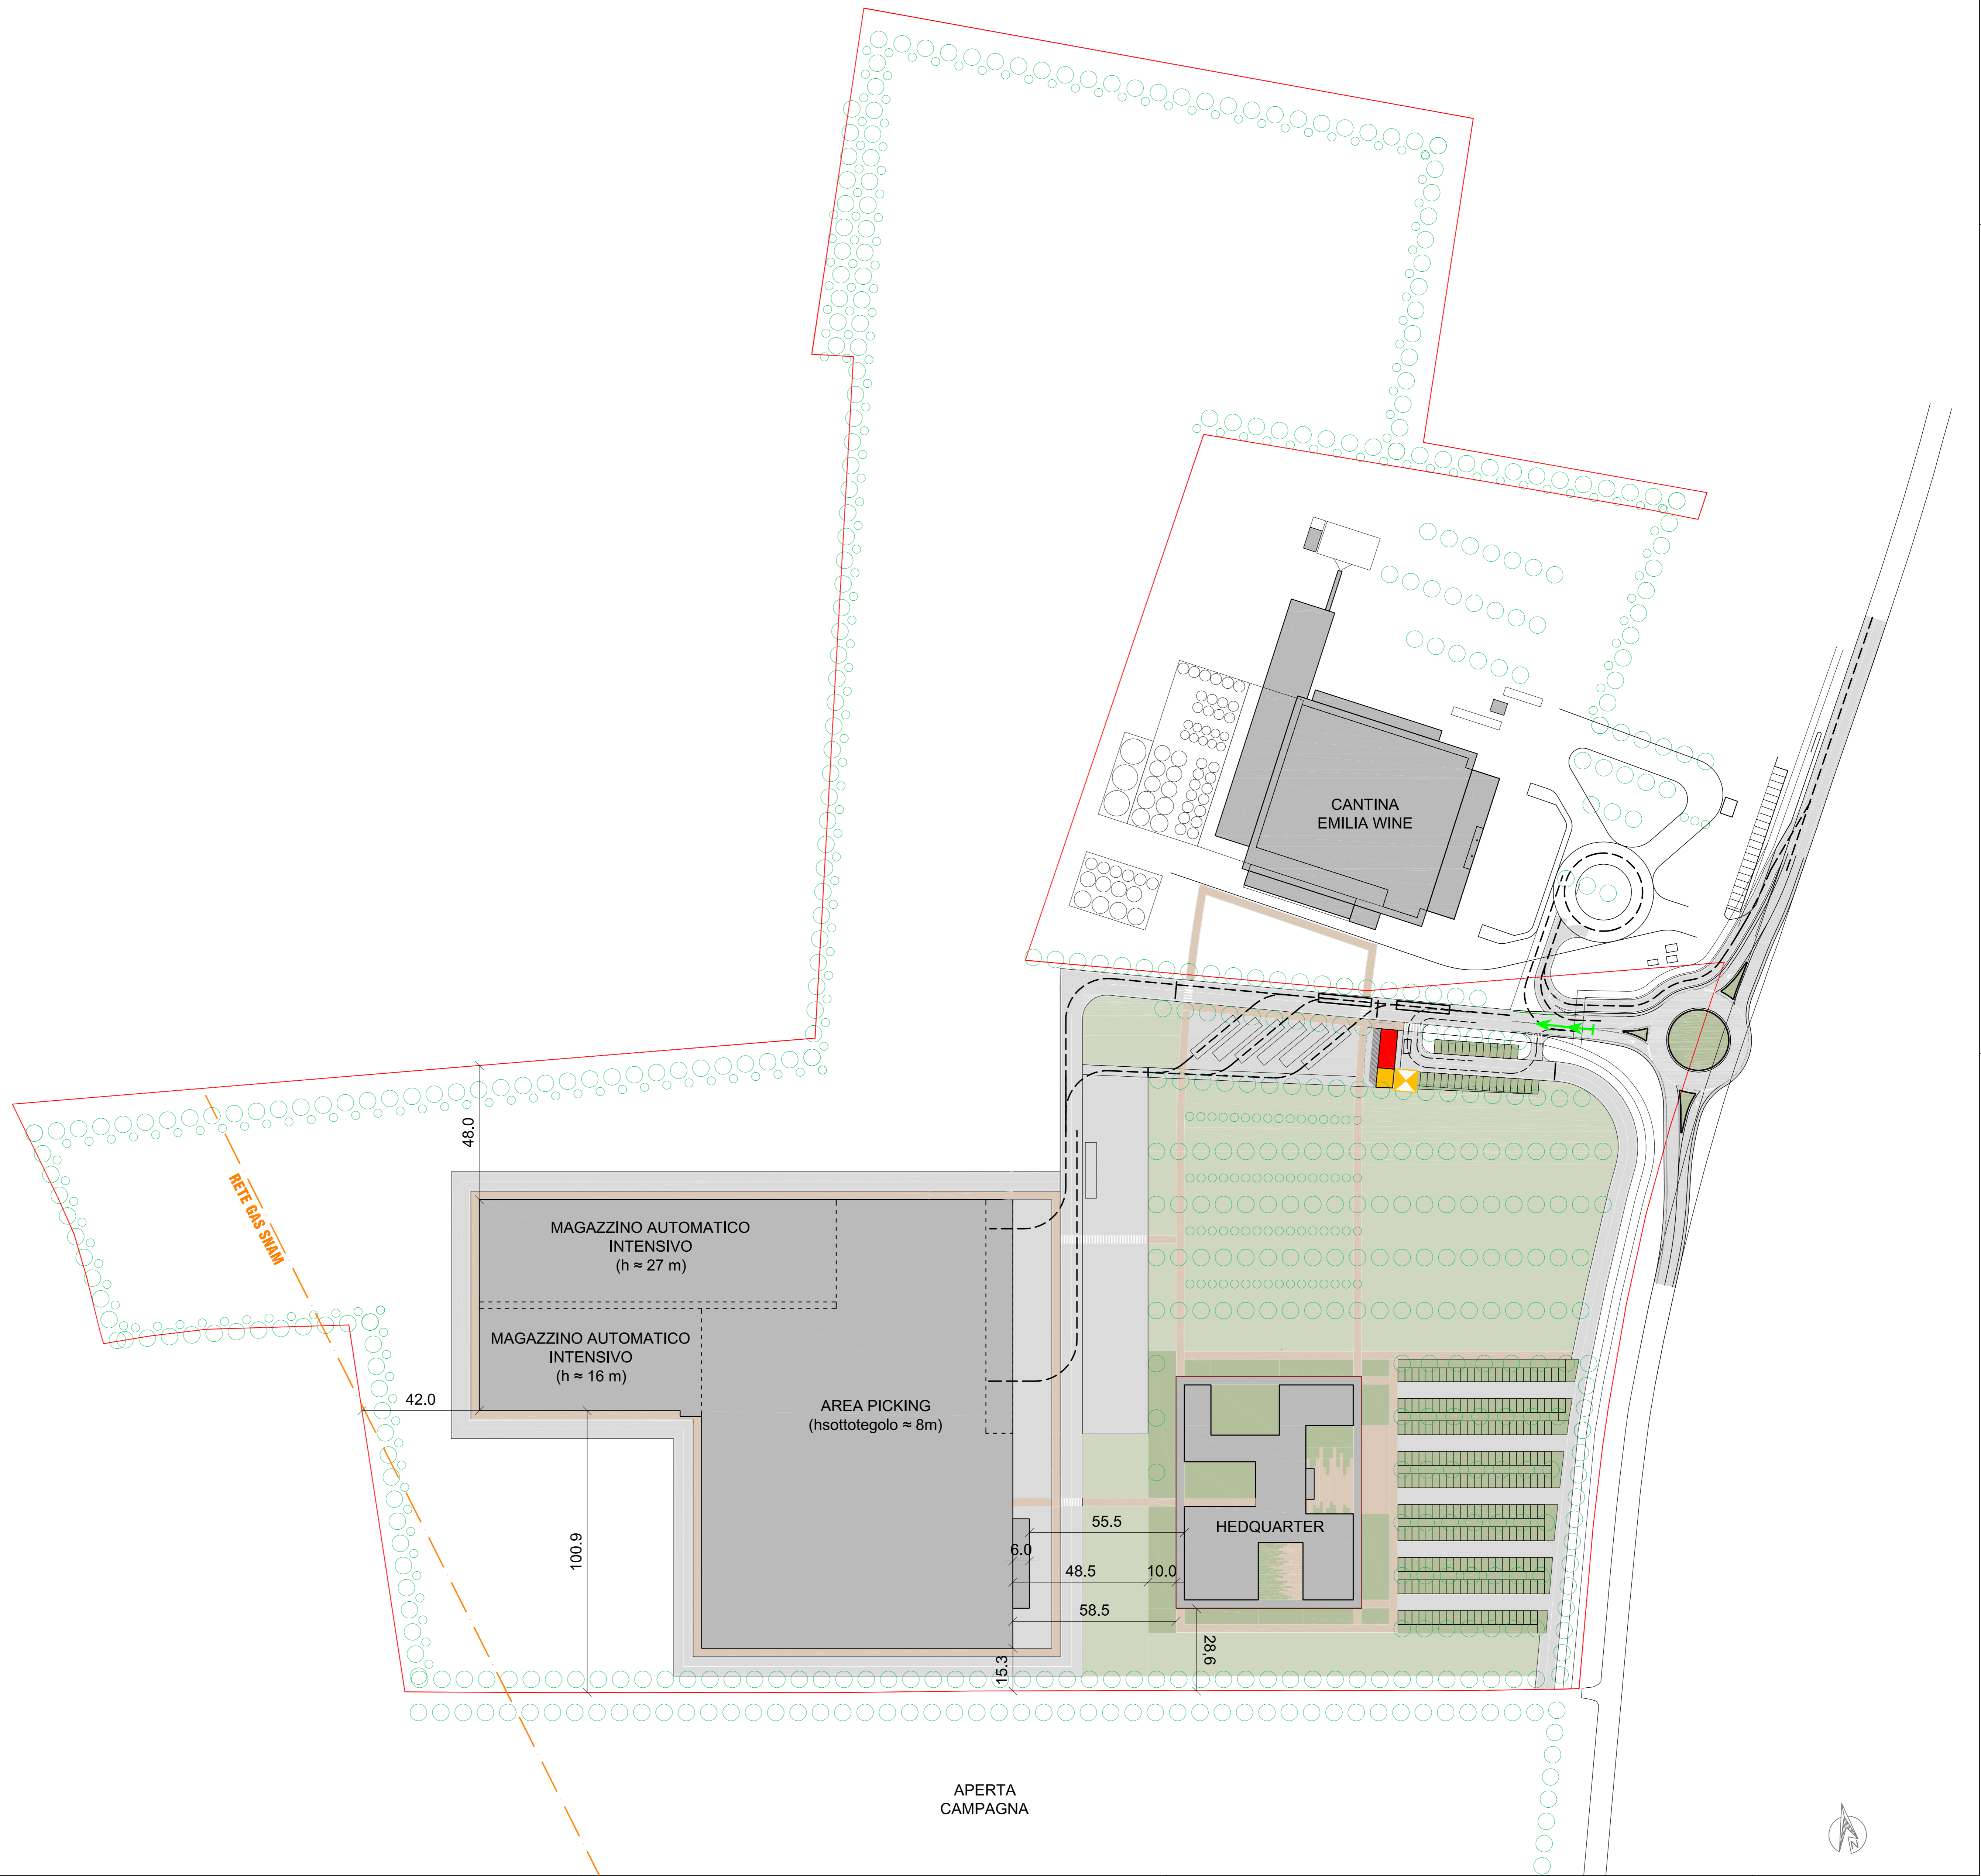 CANTINA
EMILIA WINE
48.0
RETE GAS SNAM
MAGAZZINO AUTOMATICO
INTENSIVO
(h ≈ 27 m)
MAGAZZINO AUTOMATICO
INTENSIVO
(h ≈ 16 m)
42.0
AREA PICKING
(hsottotegolo ≈ 8m)
100.9
55.5
HEDQUARTER
6.0
48.5
10.0
58.5
15.3
28,6
APERTA
CAMPAGNA
N